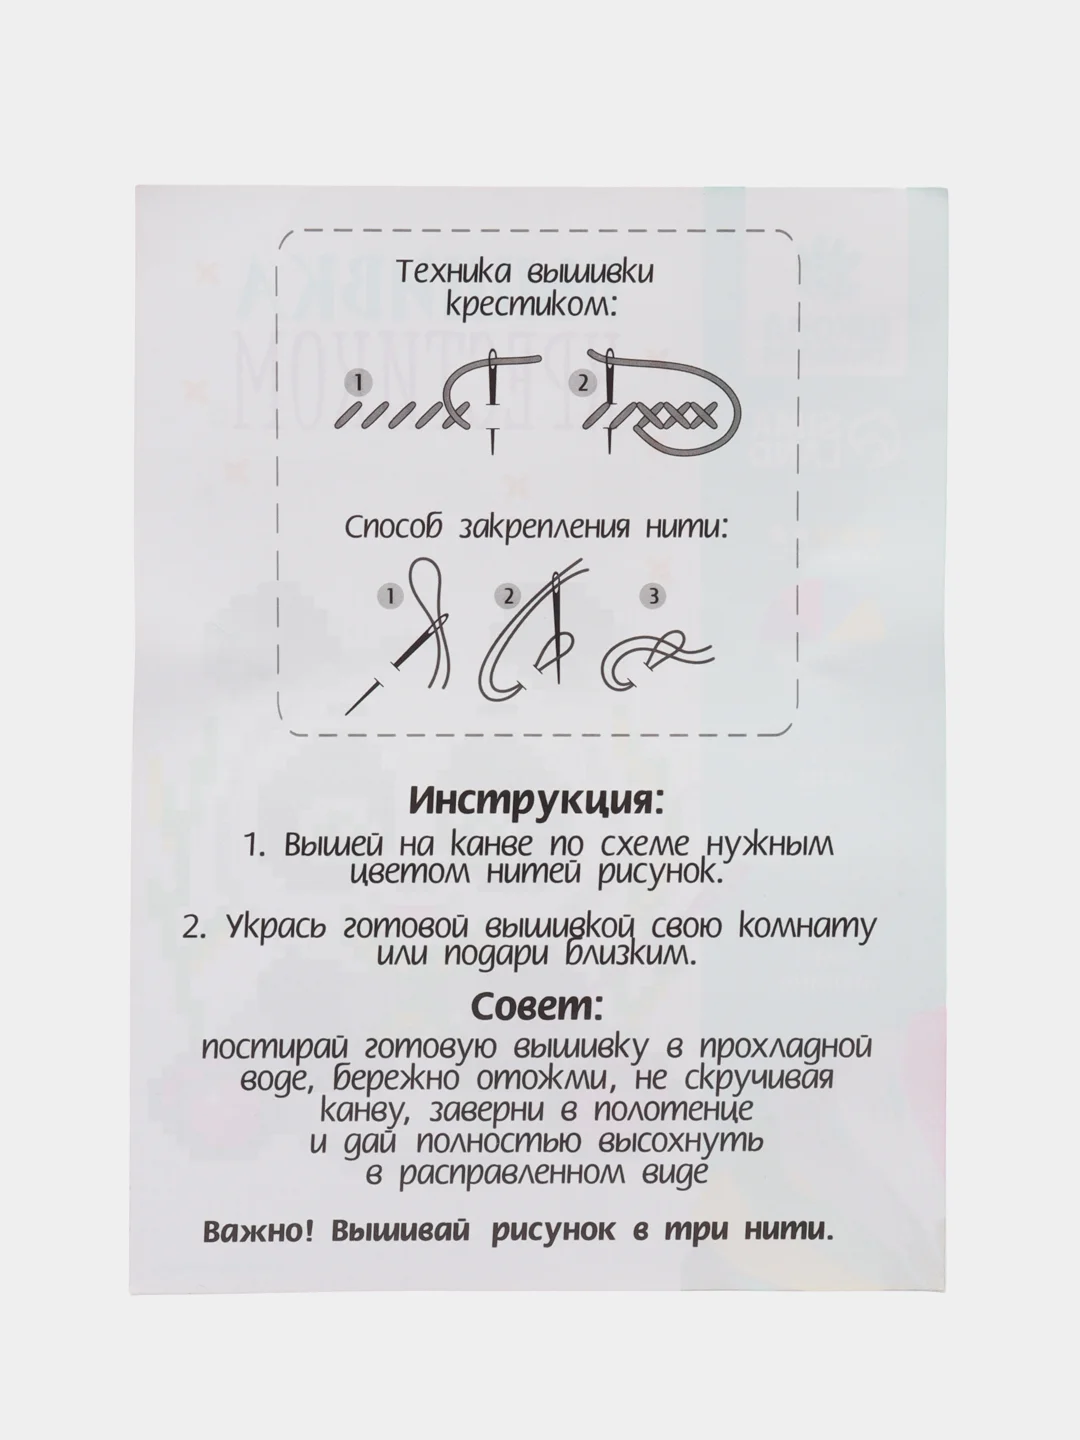 Техника вышивки
крестиком:
1
2
Способ закрепления нити:
1
2
3
Инструкция:
1. Вышей на канве по схеме нужным
цветом нитей рисунок.
2. Укрась готовой вышивкой свою комнату
или подари близким.
Совет:
постирай готовую вышивку в прохладной
воде, бережно отожми, не скручивая
канву, заверни в полотенце
и дай полностью высохнуть
в расправленном виде
Важно! Вышивай рисунок в три нити.